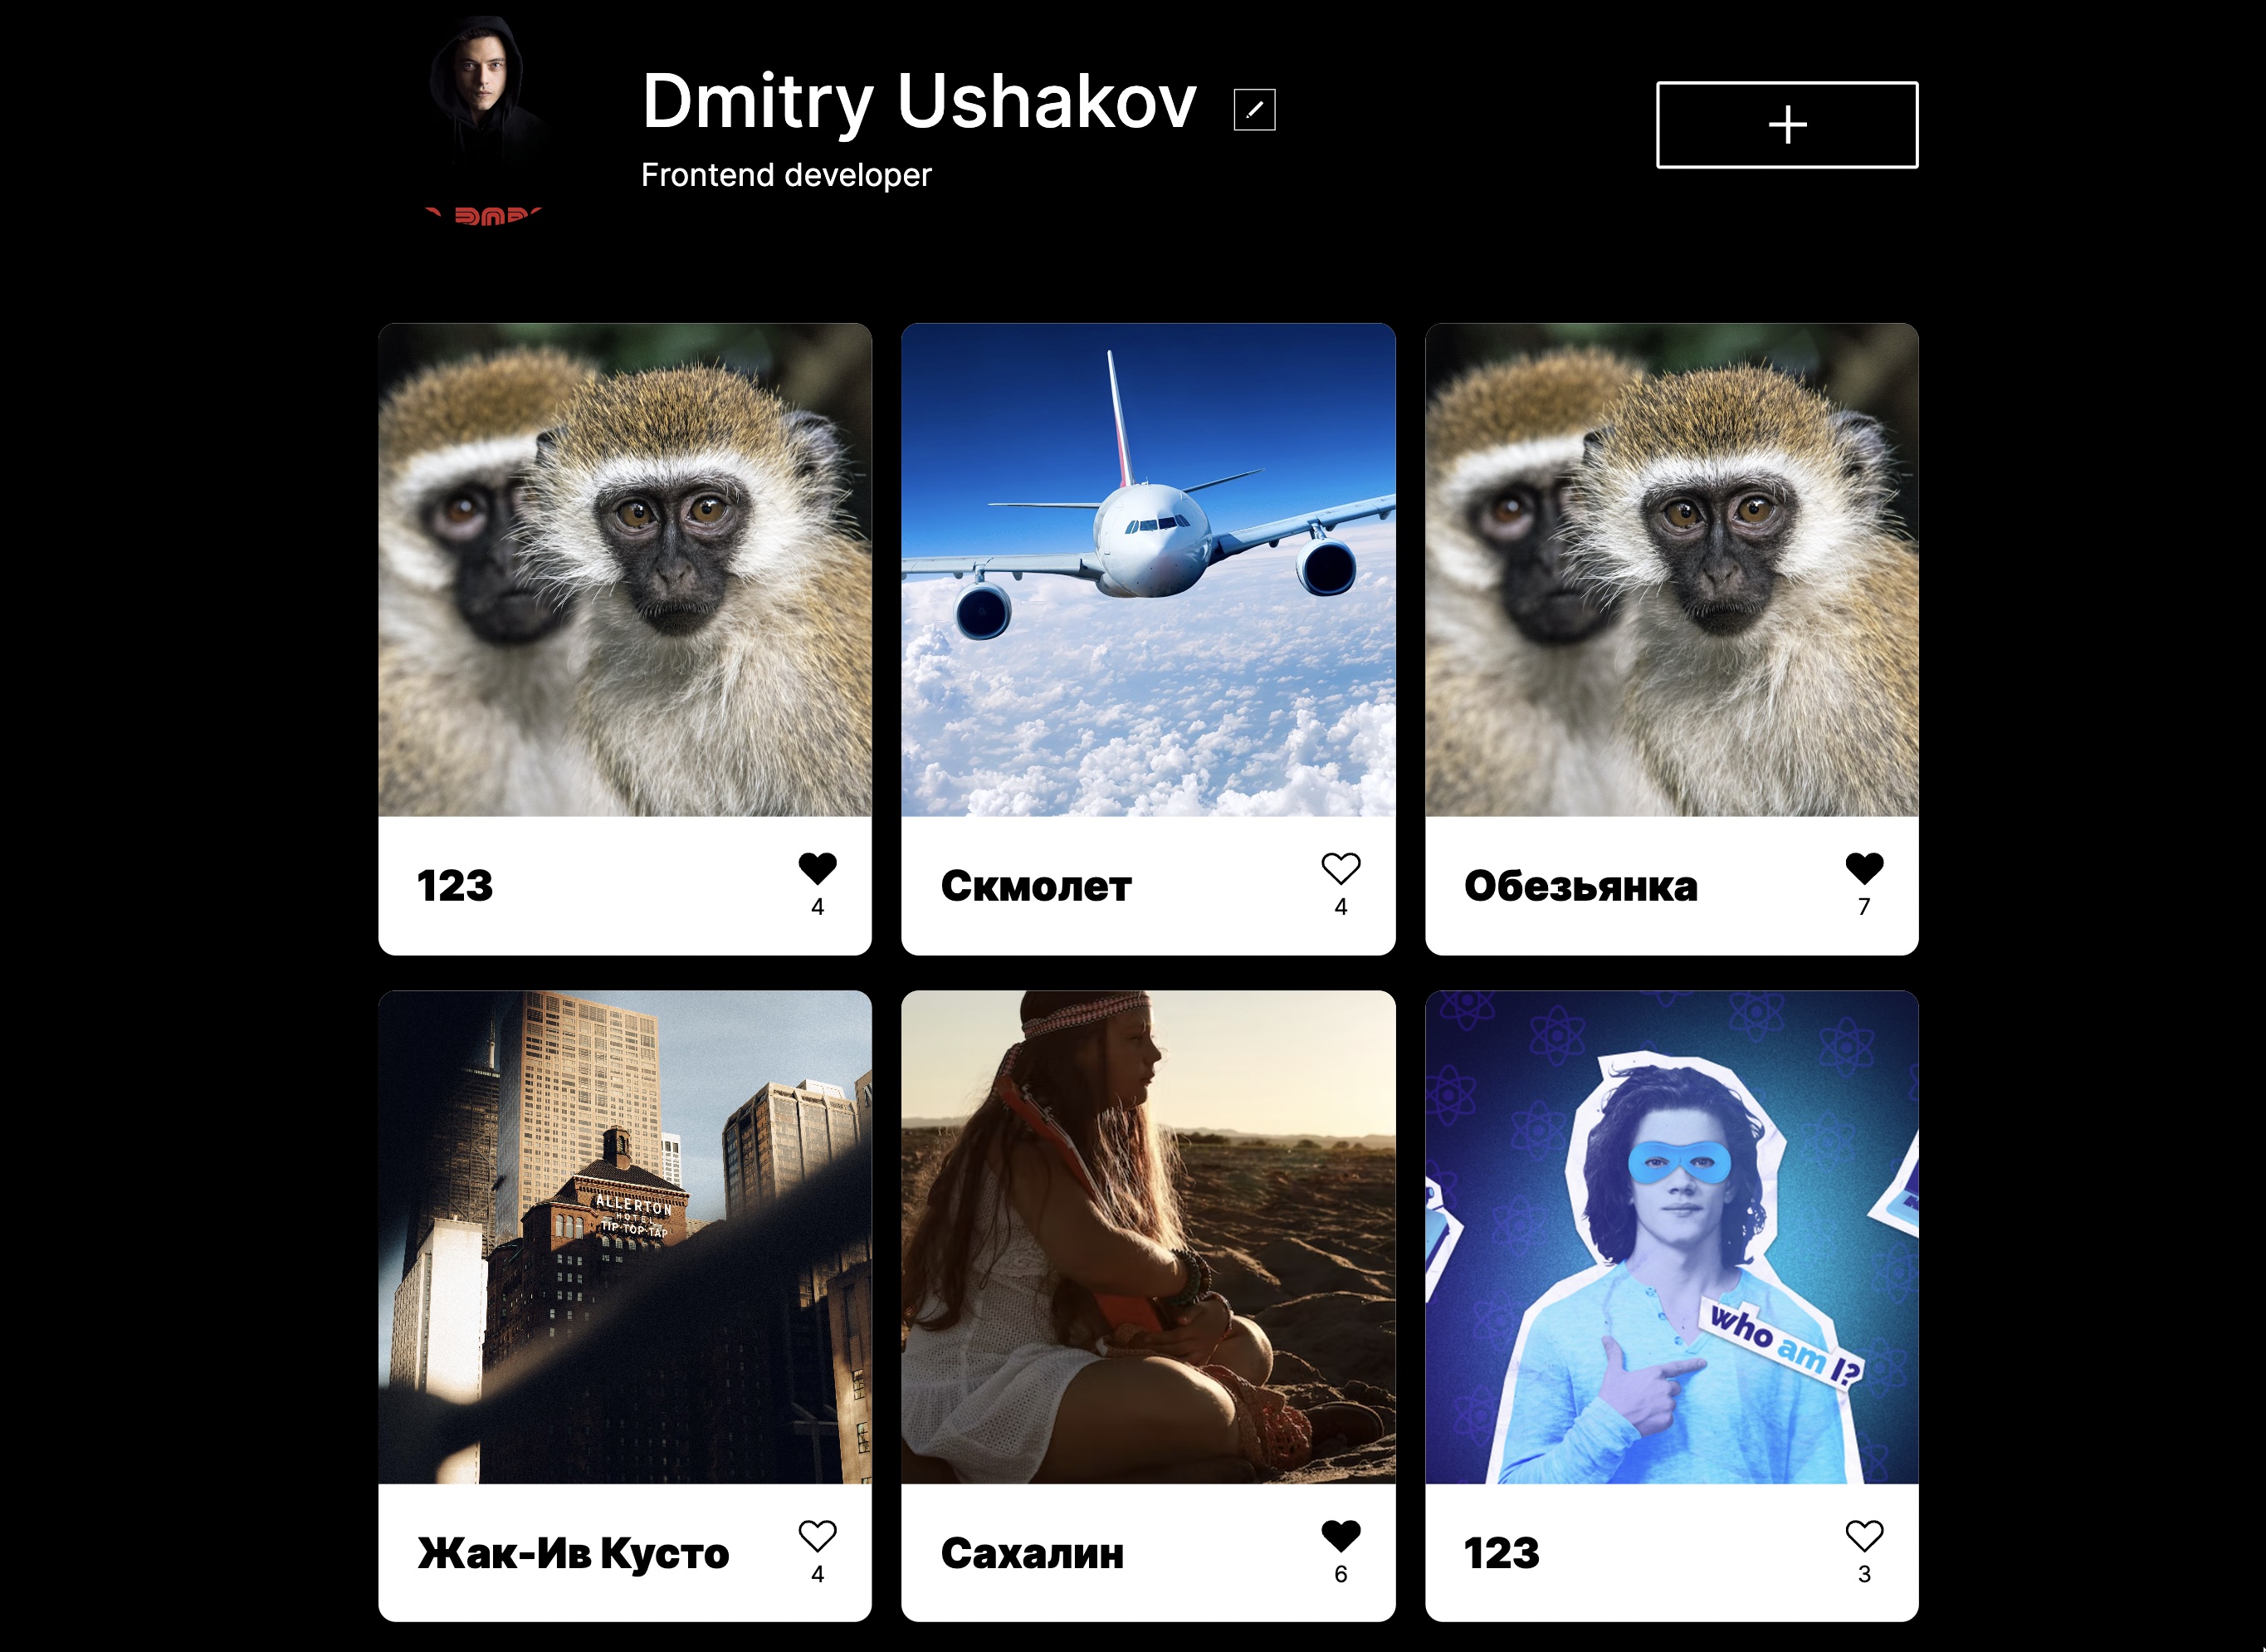 Dmitry Ushakov
Frontend developer
123
4
Скмолет
4
Обезьянка
7
ALLERTON
HOTEL
TIP TOP TAP
who am I?
Жак-Ив Кусто
4
Сахалин
6
123
3